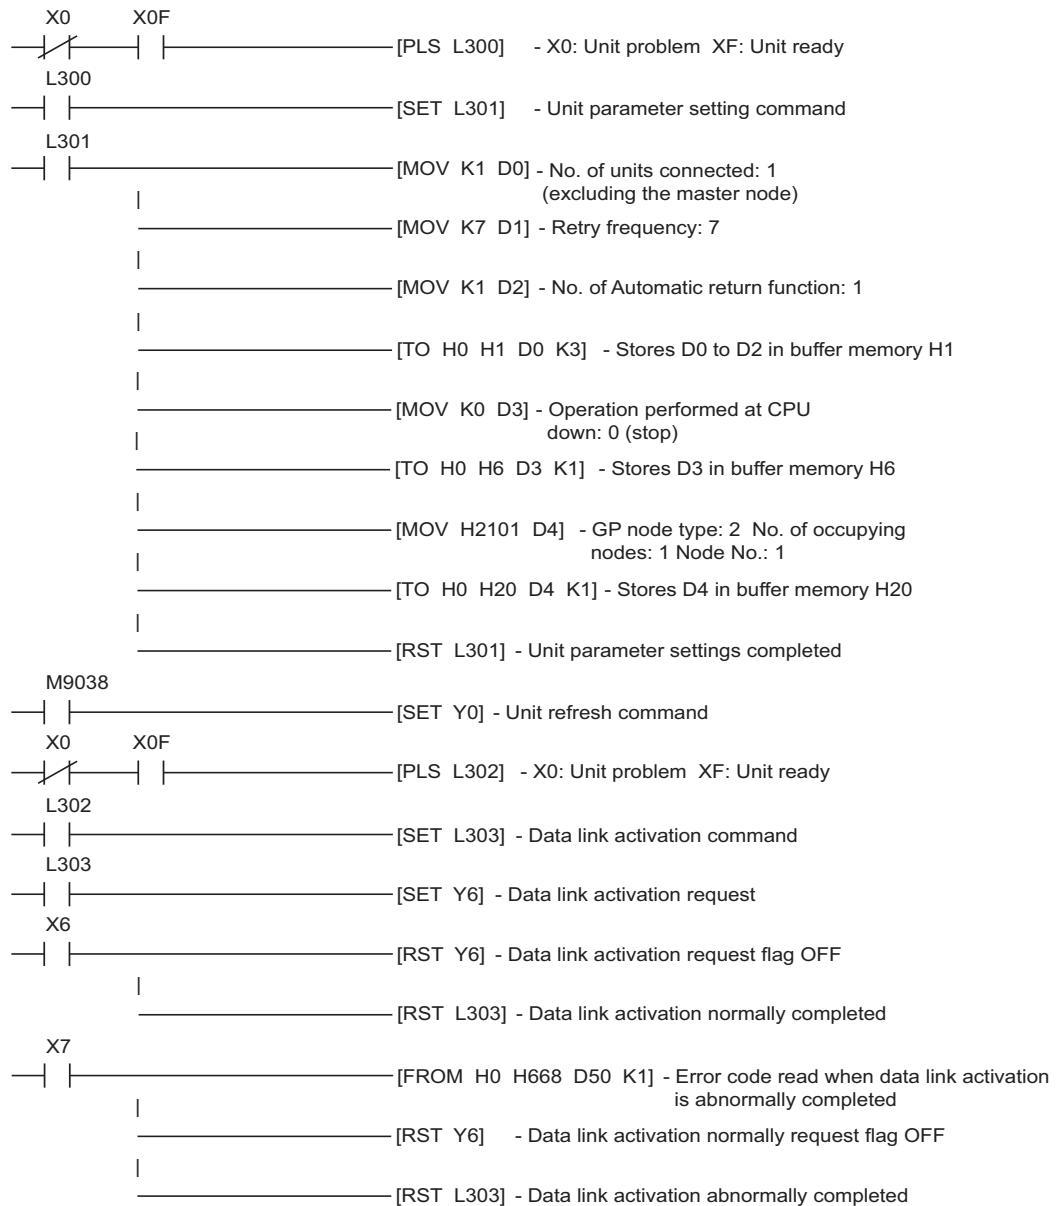 X0 X0F
[PLS L300] - X0: Unit problem XF: Unit ready
L300
[SET L301] - Unit parameter setting command
L301
[MOV K1 D0] - No. of units connected: 1
(excluding the master node)
[MOV K7 D1] - Retry frequency: 7
[MOV K1 D2] - No. of Automatic return function: 1
[TO H0 H1 D0 K3] - Stores D0 to D2 in buffer memory H1
[MOV K0 D3] - Operation performed at CPU
down: 0 (stop)
[TO H0 H6 D3 K1] - Stores D3 in buffer memory H6
[MOV H2101 D4] - GP node type: 2 No. of occupying
nodes: 1 Node No.: 1
[TO H0 H20 D4 K1] - Stores D4 in buffer memory H20
[RST L301] - Unit parameter settings completed
M9038
[SET Y0] - Unit refresh command
X0 X0F
[PLS L302] - X0: Unit problem XF: Unit ready
L302
[SET L303] - Data link activation command
L303
[SET Y6] - Data link activation request
X6
[RST Y6] - Data link activation request flag OFF
[RST L303] - Data link activation normally completed
X7
[FROM H0 H668 D50 K1] - Error code read when data link activation
is abnormally completed
[RST Y6] - Data link activation normally request flag OFF
[RST L303] - Data link activation abnormally completed